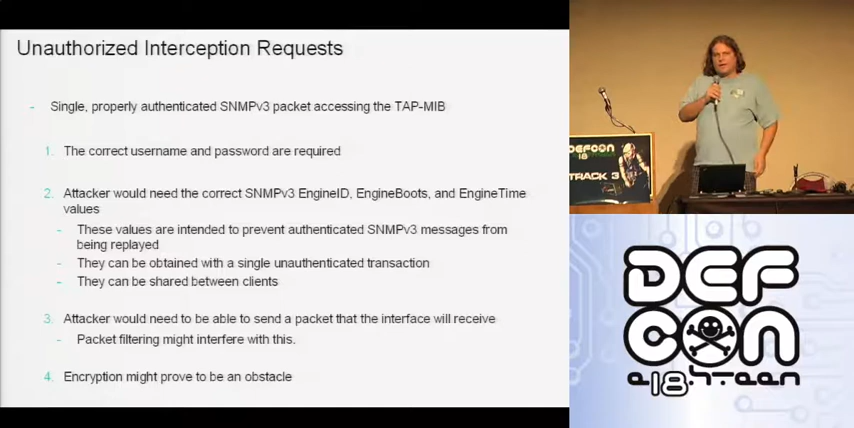 Unauthorized Interception Requests
- Single, properly authenticated SNMPv3 packet accessing the TAP-MIB
1. The correct username and password are required
2. Attacker would need the correct SNMPv3 EngineID, EngineBoots, and EngineTime
values
- These values are intended to prevent authenticated SNMPv3 messages from
being replayed
- They can be obtained with a single unauthenticated transaction
- They can be shared between clients
3. Attacker would need to be able to send a packet that the interface will receive
- Packet filtering might interfere with this.
4. Encryption might prove to be an obstacle
DEFCON
18
TRACK 3
DEF
CON